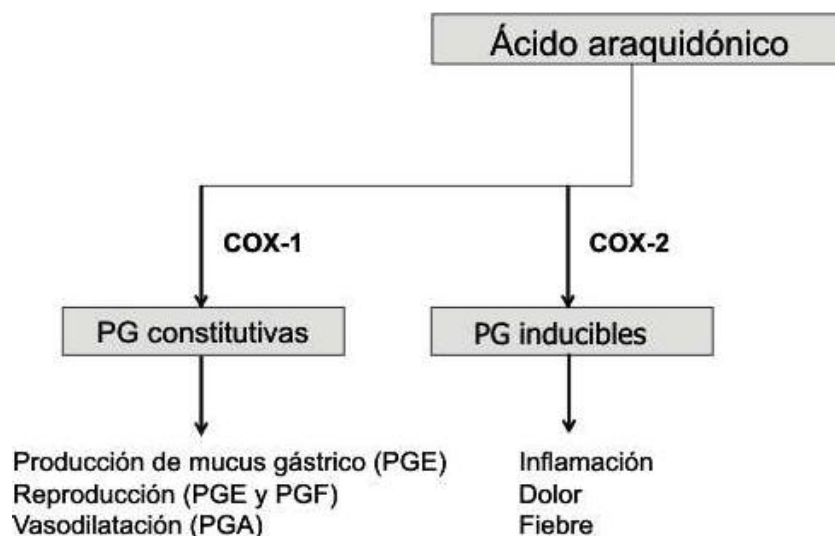 Ácido araquidónico
COX-1
COX-2
PG constitutivas
PG inducibles
Producción de mucus gástrico (PGE)
Reproducción (PGE y PGF)
Vasodilatación (PGA)
Inflamación
Dolor
Fiebre